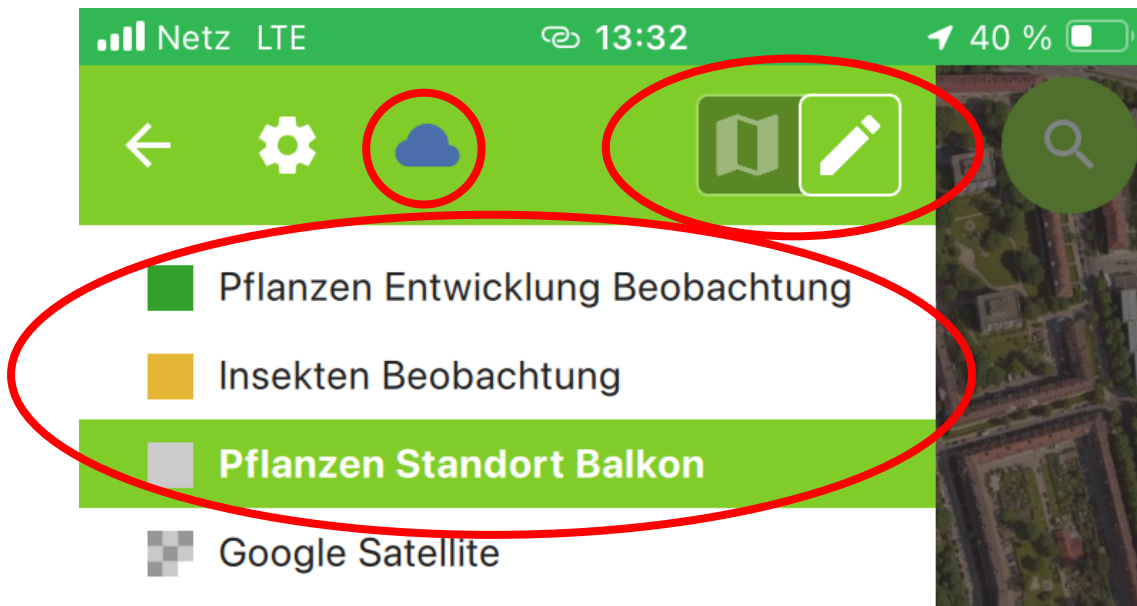 Netz LTE 13:32 40 %
Pflanzen Entwicklung Beobachtung
Insekten Beobachtung
Pflanzen Standort Balkon
Google Satellite